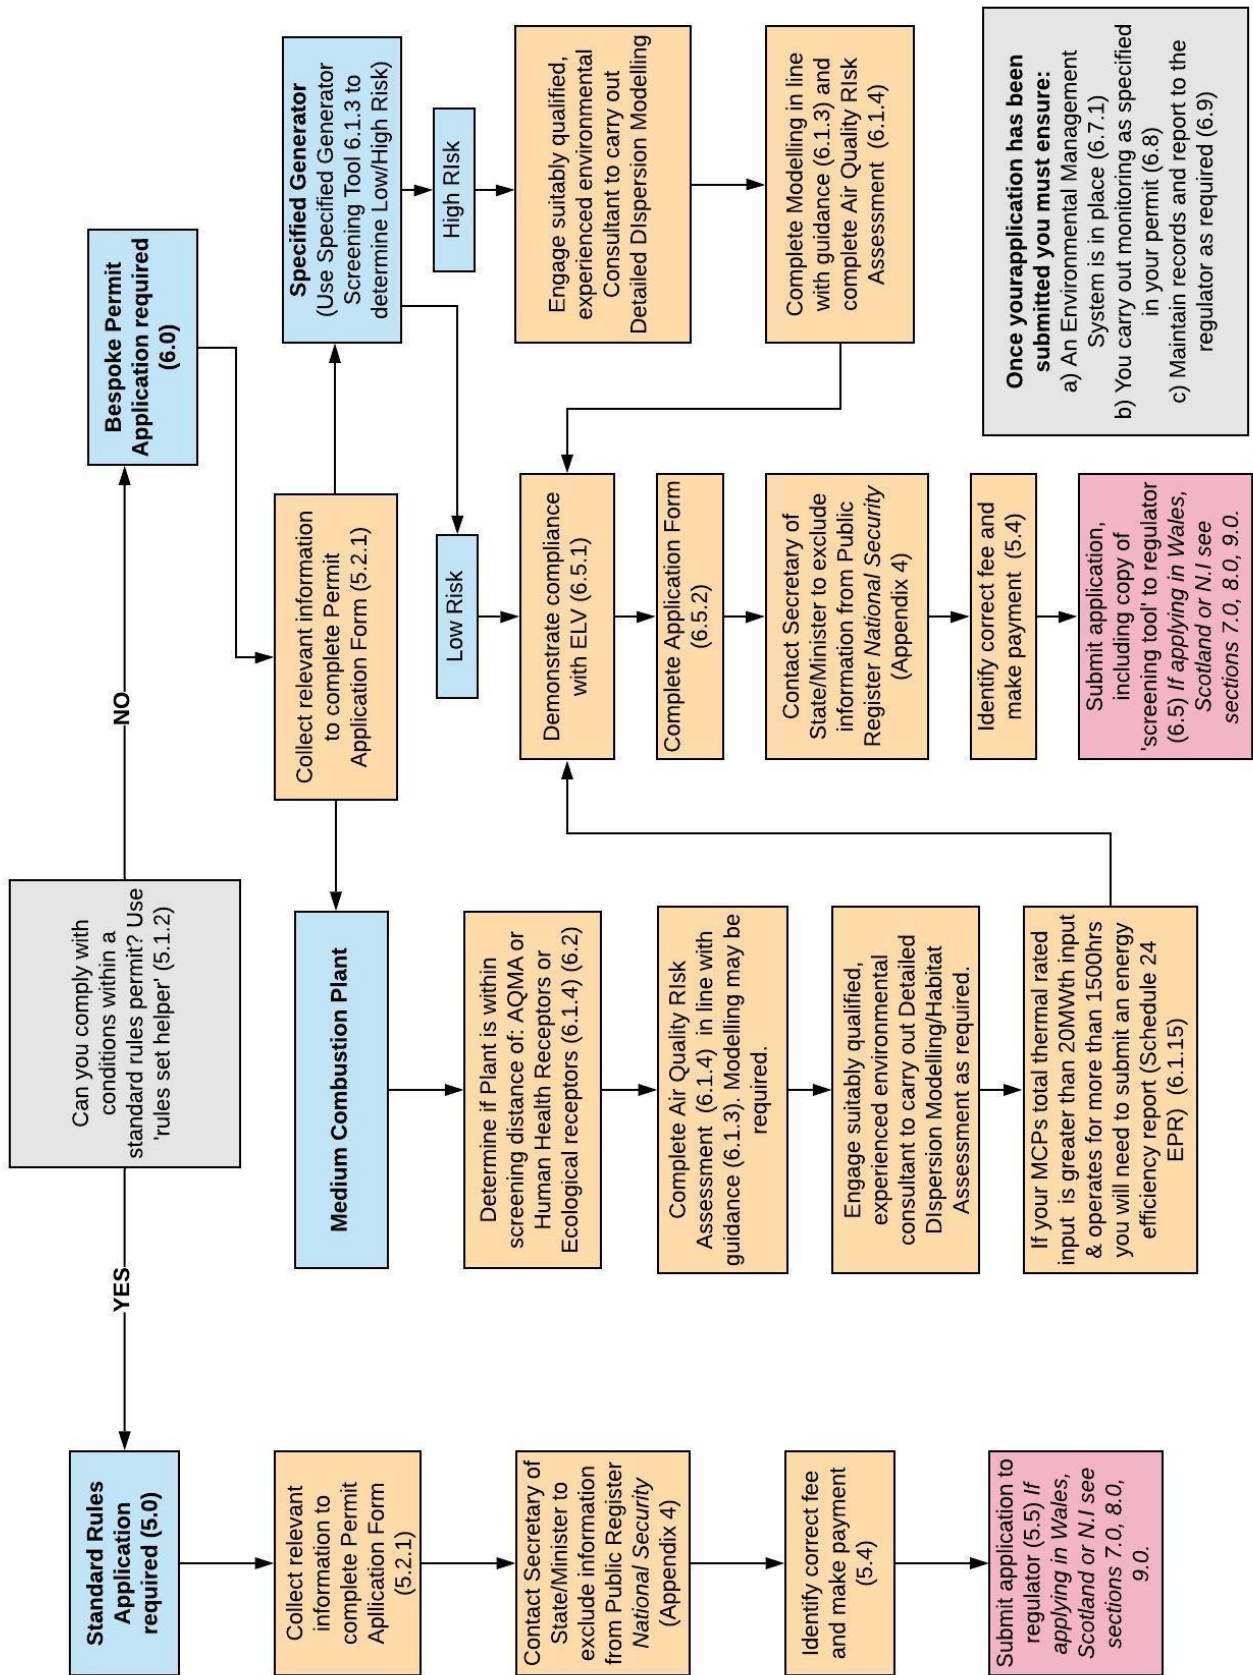 Can you comply with
conditions within a
standard rules permit? Use
'rules set helper' (5.1.2)
YES
NO
Standard Rules
Application
required (5.0)
Collect relevant
information to
complete Permit
Application Form
(5.2.1)
Contact Secretary of
State/Minister to
exclude information
from Public Register
National Security
(Appendix 4)
Identify correct fee
and make payment
(5.4)
Submit application to
regulator (5.5) If
applying in Wales,
Scotland or N.I see
sections 7.0, 8.0,
9.0.
Bespoke Permit
Application required
(6.0)
Collect relevant information
to complete Permit
Application Form (5.2.1)
Medium Combustion Plant
Determine if Plant is within
screening distance of: AQMA or
Human Health Receptors or
Ecological receptors (6.1.4) (6.2)
Complete Air Quality RIsk
Assessment (6.1.4) in line with
guidance (6.1.3). Modelling may be
required.
Engage suitably qualified,
experienced environmental
consultant to carry out Detailed
DIspersion Modelling/Habitat
Assessment as required.
If your MCPs total thermal rated
input is greater than 20MWth input
& operates for more than 1500hrs
you will need to submit an energy
efficiency report (Schedule 24
EPR) (6.1.15)
Specified Generator
(Use Specified Generator
Screening Tool 6.1.3 to
determine Low/High Risk)
Low Risk
High RIsk
Engage suitably qualified,
experienced environmental
Consultant to carry out
Detailed DIspersion Modelling
Complete Modelling in line
with guidance (6.1.3) and
complete Air Quality RIsk
Assessment (6.1.4)
Demonstrate compliance
with ELV (6.5.1)
Complete Application Form
(6.5.2)
Contact Secretary of
State/Minister to exclude
information from Public
Register National Security
(Appendix 4)
Identify correct fee and
make payment (5.4)
Submit application,
including copy of
'screening tool' to regulator
(6.5) If applying in Wales,
Scotland or N.I see
sections 7.0, 8.0, 9.0.
Once yourapplication has been
submitted you must ensure:
a) An Environmental Management
System is in place (6.7.1)
b) You carry out monitoring as specified
in your permit (6.8)
c) Maintain records and report to the
regulator as required (6.9)